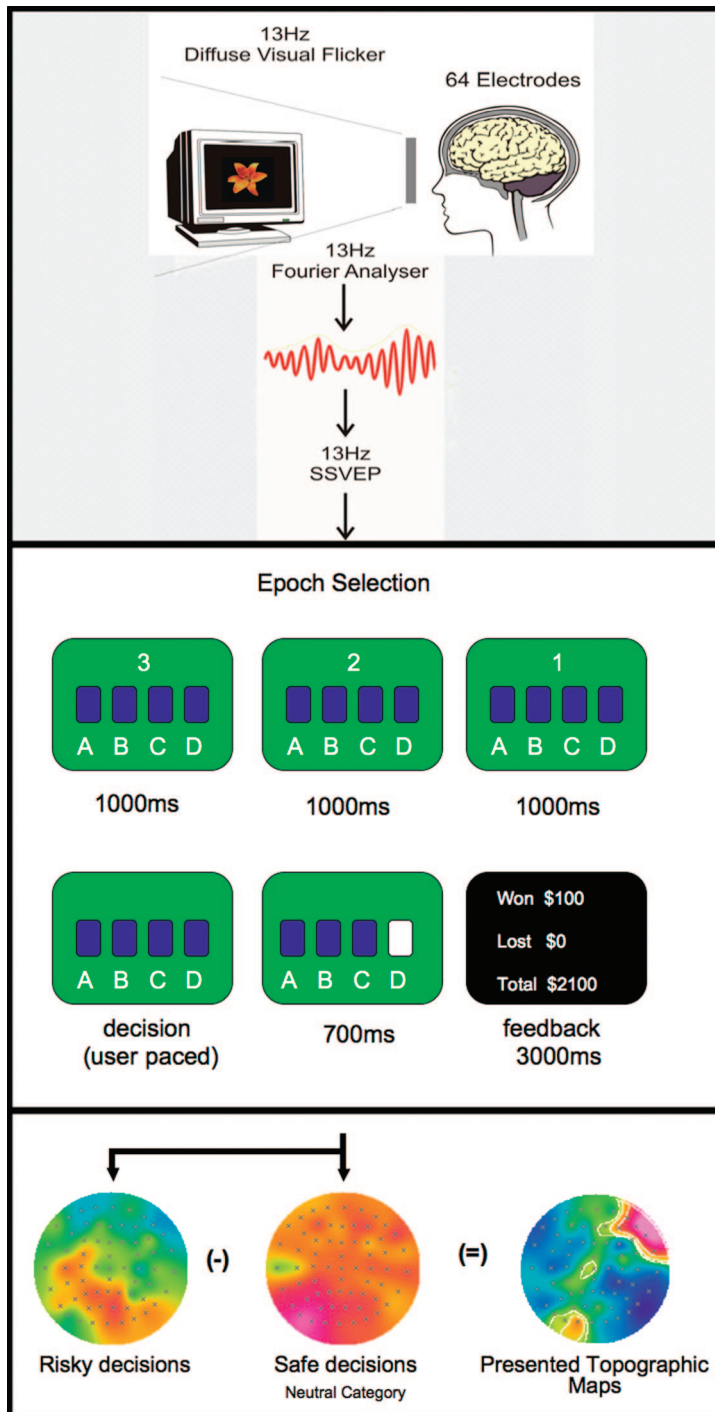 13Hz
Diffuse Visual Flicker
64 Electrodes
13Hz
Fourier Analyser
13Hz
SSVEP
Epoch Selection
3
A B C D
1000ms
2
A B C D
1000ms
1
A B C D
1000ms
A B C D
decision
(user paced)
A B C D
700ms
Won $100
Lost $0
Total $2100
feedback
3000ms
(-)
(=)
Risky decisions
Safe decisions
Neutral Category
Presented Topographic
Maps